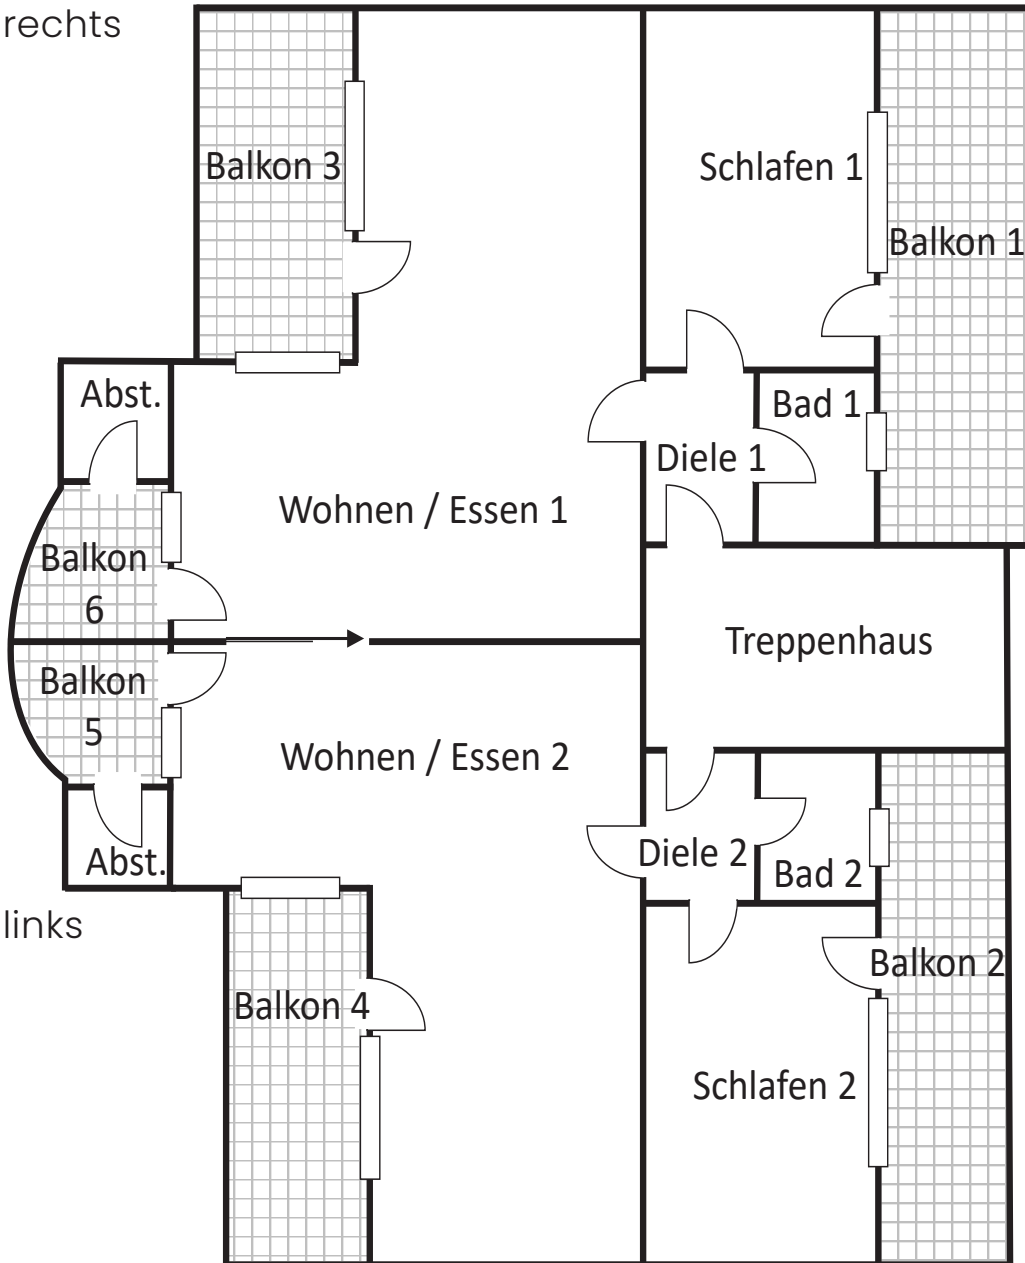 rechts
Balkon 3
Schlafen 1
Balkon 1
Abst.
Bad 1
Diele 1
Wohnen / Essen 1
Balkon
6
Treppenhaus
Balkon
5
Wohnen / Essen 2
Diele 2
Abst.
Bad 2
links
Balkon 2
Balkon 4
Schlafen 2